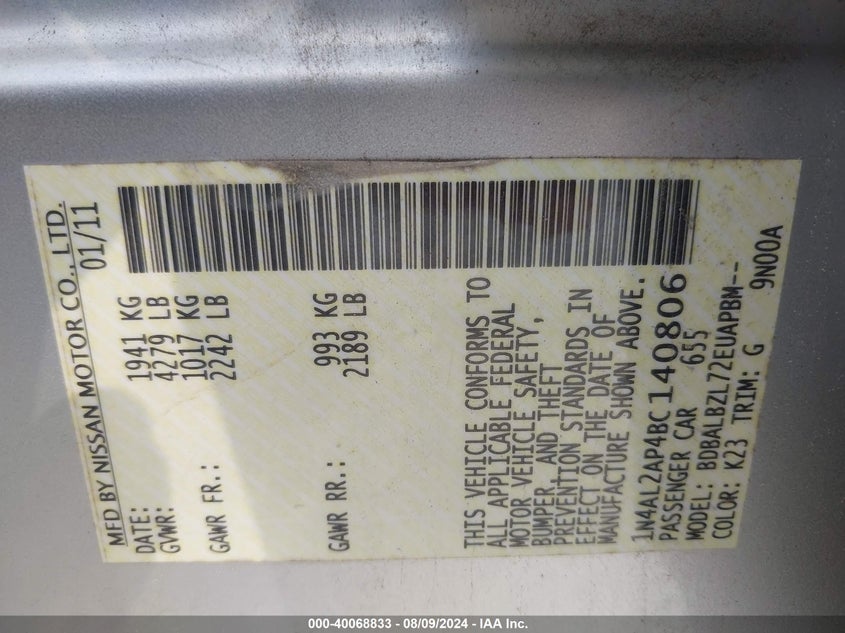 MFD BY NISSAN MOTOR CO., LTD.
DATE: 01/11
GVWR: 1941 KG
4279 LB
GAWR FR.: 1017 KG
2242 LB
GAWR RR.: 993 KG
2189 LB
THIS VEHICLE CONFORMS TO
ALL APPLICABLE FEDERAL
MOTOR VEHICLE SAFETY,
BUMPER, AND THEFT
PREVENTION STANDARDS IN
EFFECT ON THE DATE OF
MANUFACTURE SHOWN ABOVE.
1N4AL2AP4BC140806
PASSENGER CAR 655
MODEL: BDBALBZL72EUAPBM--
COLOR: K23 TRIM: G 9N00A
000-40068833 - 08/09/2024 - IAA Inc.